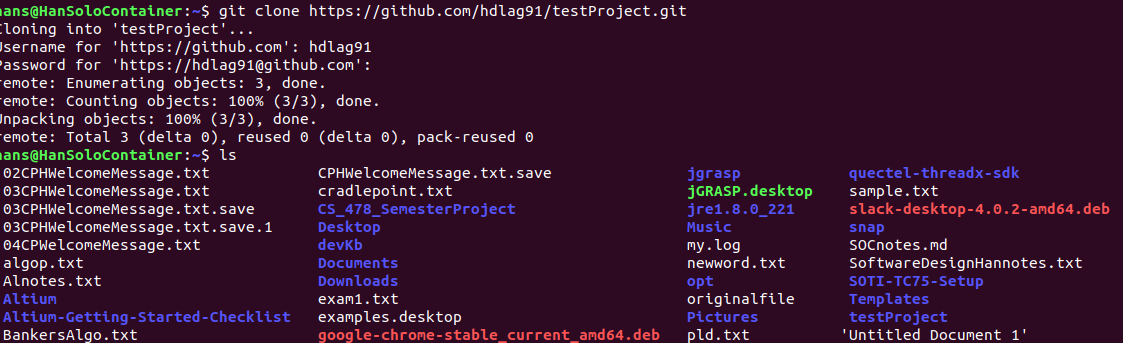 hans@HanSoloContainer:~$ git clone https://github.com/hdlag91/testProject.git
Cloning into 'testProject'...
Username for 'https://github.com': hdlag91
Password for 'https://hdlag91@github.com':
remote: Enumerating objects: 3, done.
remote: Counting objects: 100% (3/3), done.
Unpacking objects: 100% (3/3), done.
remote: Total 3 (delta 0), reused 0 (delta 0), pack-reused 0
hans@HanSoloContainer:~$ ls
02CPHWelcomeMessage.txt CPHWelcomeMessage.txt.save jgrasp quectel-threadx-sdk
03CPHWelcomeMessage.txt cradlepoint.txt jGRASP.desktop sample.txt
03CPHWelcomeMessage.txt.save CS_478_SemesterProject jre1.8.0_221 slack-desktop-4.0.2-amd64.deb
03CPHWelcomeMessage.txt.save.1 Desktop Music snap
04CPWelcomeMessage.txt devKb my.log SOCnotes.md
algop.txt Documents newword.txt SoftwareDesignHannotes.txt
Alnotes.txt Downloads opt SOTI-TC75-Setup
Altium exam1.txt originalfile Templates
Altium-Getting-Started-Checklist examples.desktop Pictures testProject
BankersAlgo.txt google-chrome-stable_current_amd64.deb pld.txt 'Untitled Document 1'